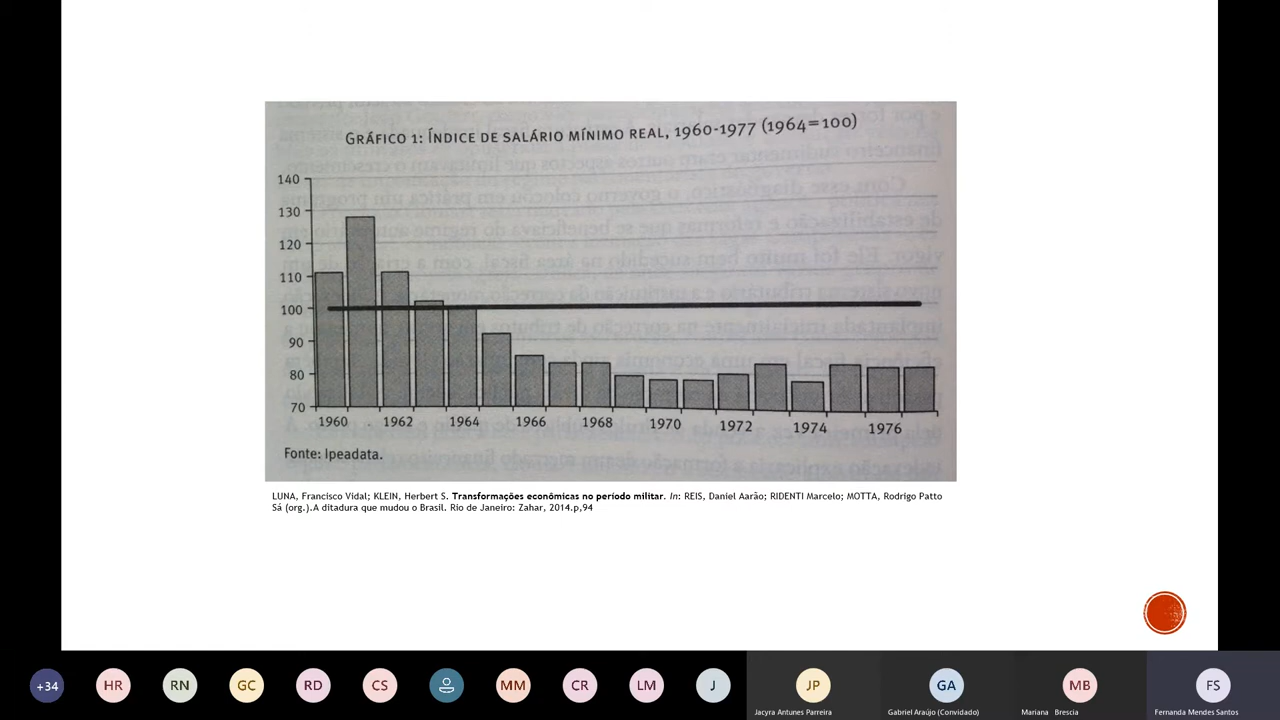 GRÁFICO 1: ÍNDICE DE SALÁRIO MÍNIMO REAL, 1960-1977 (1964=100)
140
130
120
110
100
90
80
70
1960 1962 1964 1966 1968 1970 1972 1974 1976
Fonte: Ipeadata.
LUNA, Francisco Vidal; KLEIN, Herbert S. Transformações econômicas no período militar. In: REIS, Daniel Aarão; RIDENTI Marcelo; MOTTA, Rodrigo Patto
Sá (org.).A ditadura que mudou o Brasil. Rio de Janeiro: Zahar, 2014.p,94
+34 HR RN GC RD CS MM CR LM J JP GA MB FS
Jacyra Antunes Parreira Gabriel Araújo (Convidado) Mariana Brescia Fernanda Mendes Santos